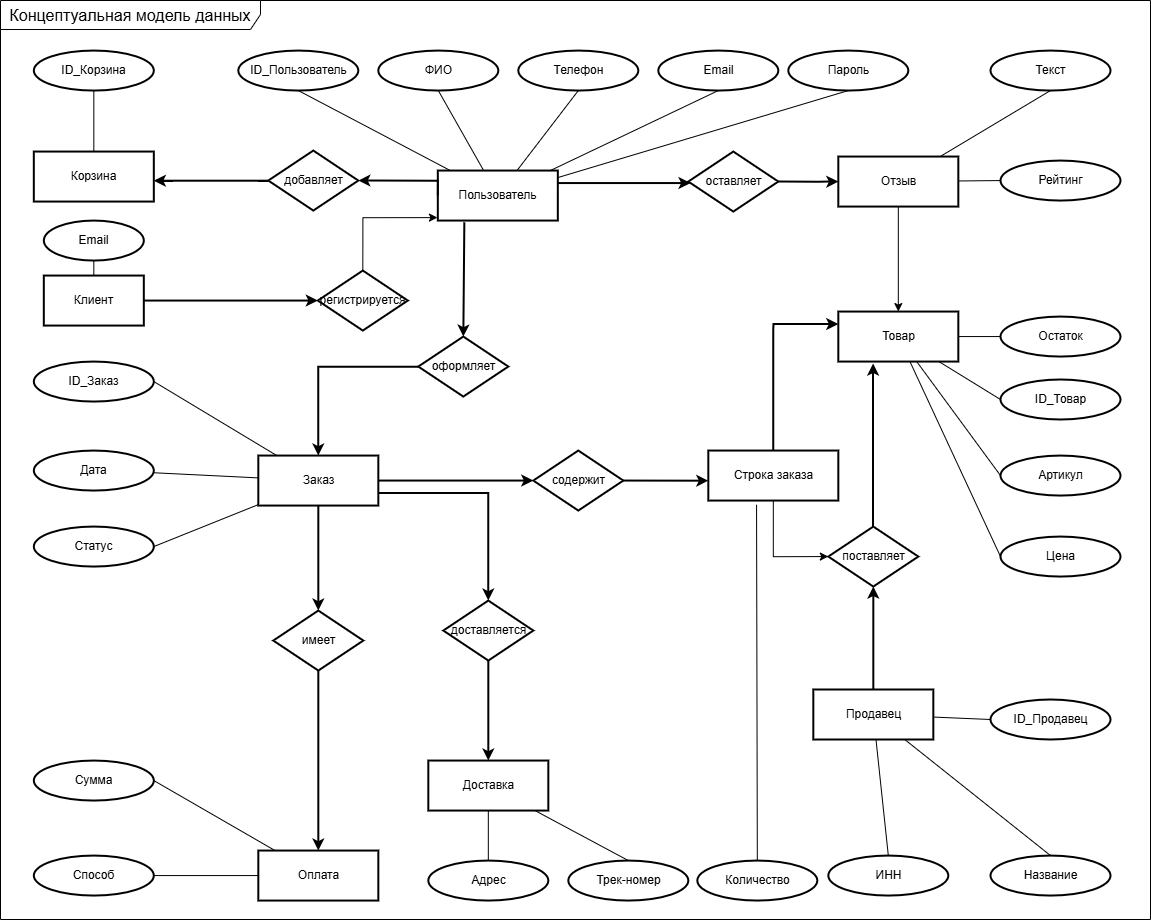 Концептуальная модель данных
ID_Корзина
ID_Пользователь
ФИО
Телефон
Email
Пароль
Текст
Корзина
добавляет
Пользователь
оставляет
Отзыв
Рейтинг
Email
Клиент
регистрируется
Товар
Остаток
оформляет
ID_Заказ
ID_Товар
Дата
Заказ
содержит
Строка заказа
Артикул
Статус
поставляет
Цена
имеет
доставляется
Продавец
ID_Продавец
Сумма
Доставка
Способ
Оплата
Адрес
Трек-номер
Количество
ИНН
Название